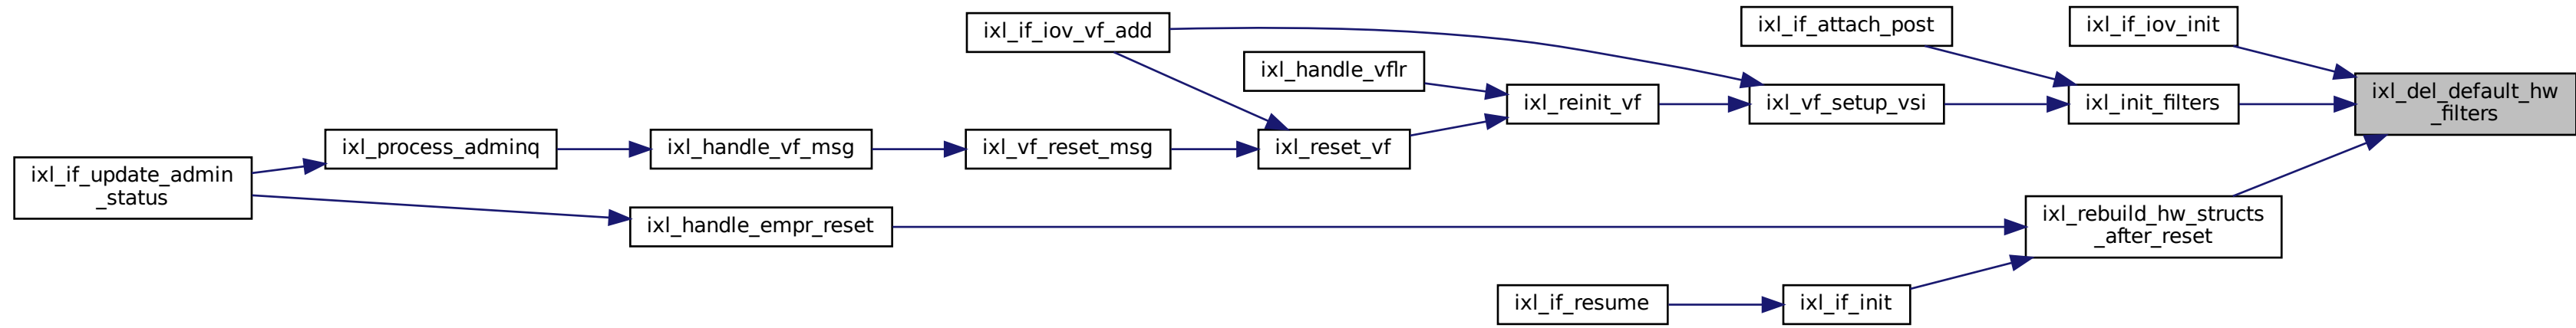 ixl_if_iov_vf_add
ixl_if_attach_post
ixl_if_iov_init
ixl_handle_vflr
ixl_reinit_vf
ixl_vf_setup_vsi
ixl_init_filters
ixl_del_default_hw
_filters
ixl_process_adminq
ixl_handle_vf_msg
ixl_vf_reset_msg
ixl_reset_vf
ixl_if_update_admin
_status
ixl_handle_empr_reset
ixl_rebuild_hw_structs
_after_reset
ixl_if_resume
ixl_if_init